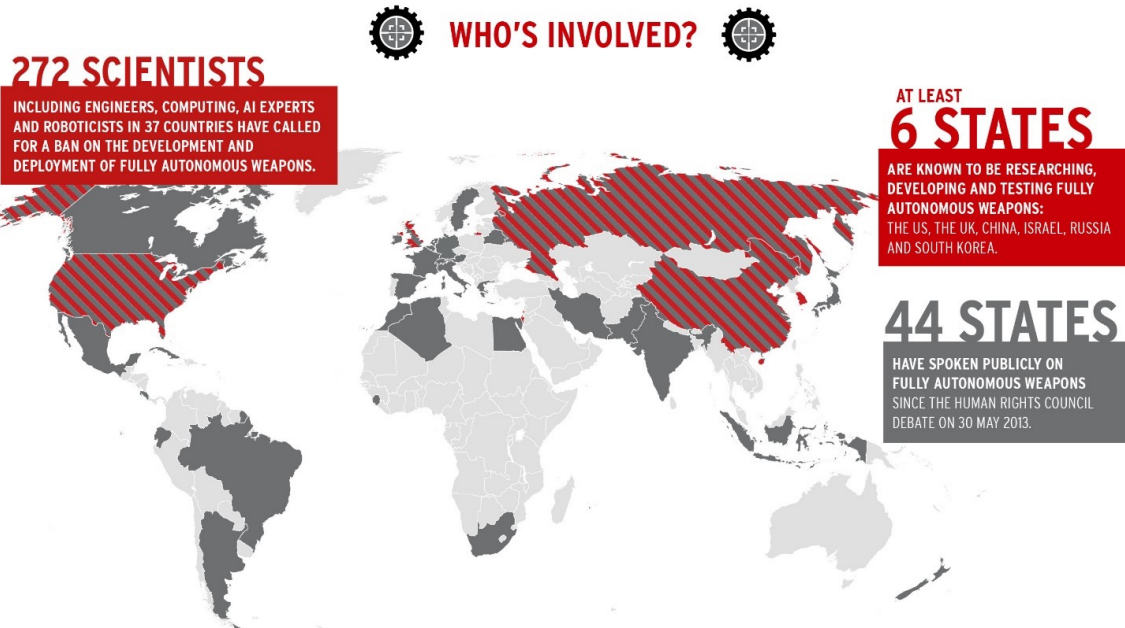 WHO'S INVOLVED?
272 SCIENTISTS
INCLUDING ENGINEERS, COMPUTING, AI EXPERTS
AND ROBOTICISTS IN 37 COUNTRIES HAVE CALLED
FOR A BAN ON THE DEVELOPMENT AND
DEPLOYMENT OF FULLY AUTONOMOUS WEAPONS.
AT LEAST
6 STATES
ARE KNOWN TO BE RESEARCHING,
DEVELOPING AND TESTING FULLY
AUTONOMOUS WEAPONS:
THE US, THE UK, CHINA, ISRAEL, RUSSIA
AND SOUTH KOREA.
44 STATES
HAVE SPOKEN PUBLICLY ON
FULLY AUTONOMOUS WEAPONS
SINCE THE HUMAN RIGHTS COUNCIL
DEBATE ON 30 MAY 2013.